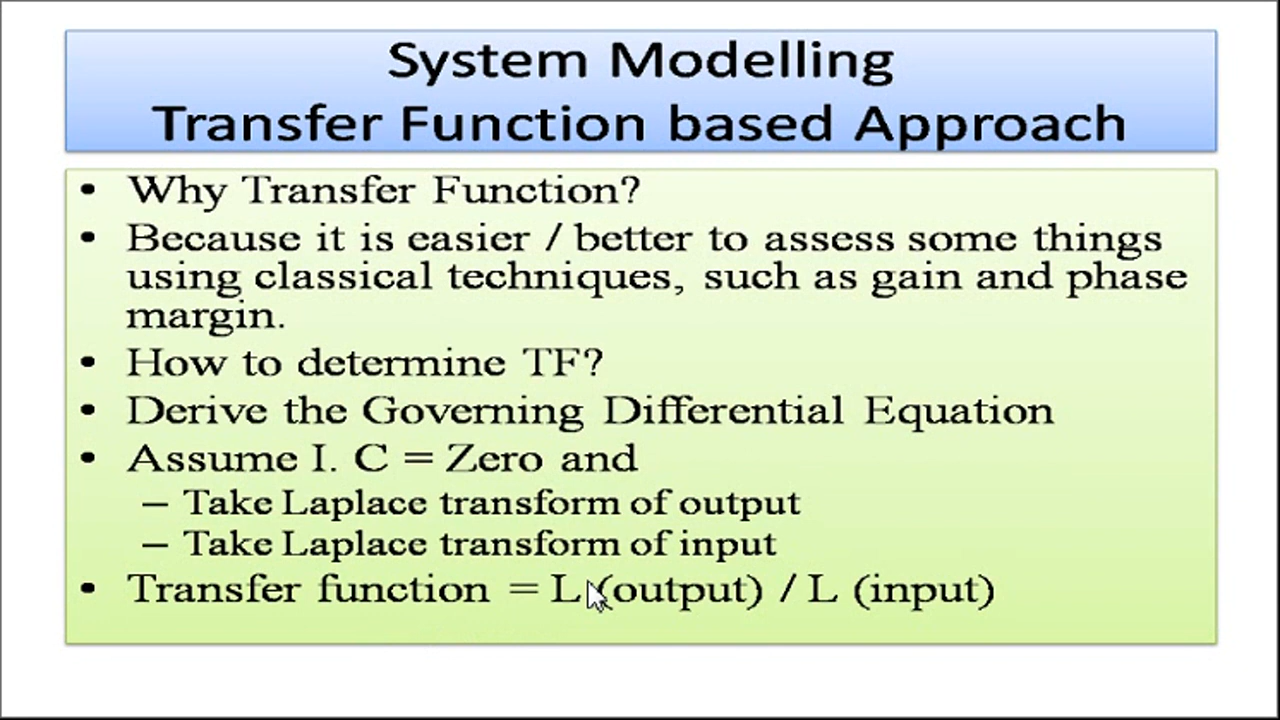 System Modelling
Transfer Function based Approach
• Why Transfer Function?
• Because it is easier / better to assess some things
using classical techniques, such as gain and phase
margin.
• How to determine TF?
• Derive the Governing Differential Equation
• Assume I. C = Zero and
– Take Laplace transform of output
– Take Laplace transform of input
• Transfer function = L (output) / L (input)